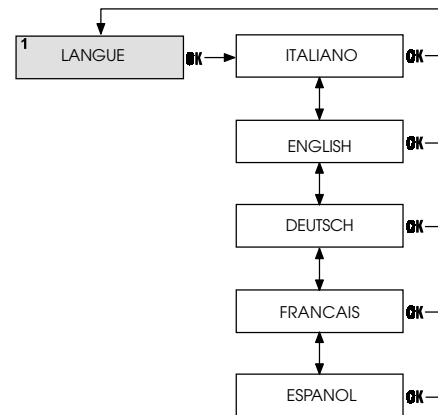 1
LANGUE OK ITALIANO OK
ENGLISH OK
DEUTSCH OK
FRANCAIS OK
ESPANOL OK